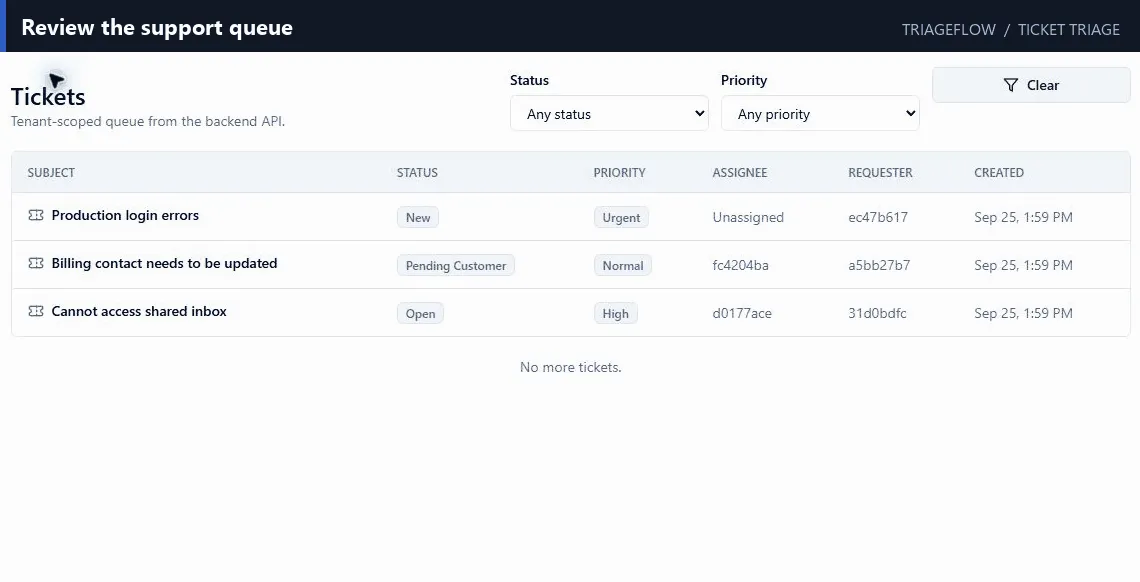 Review the support queue
TRIAGEFLOW / TICKET TRIAGE
Tickets
Tenant-scoped queue from the backend API.
Status
Any status
Priority
Any priority
Clear
SUBJECT STATUS PRIORITY ASSIGNEE REQUESTER CREATED
Production login errors New Urgent Unassigned ec47b617 Sep 25, 1:59 PM
Billing contact needs to be updated Pending Customer Normal fc4204ba a5bb27b7 Sep 25, 1:59 PM
Cannot access shared inbox Open High d0177ace 31d0bdfc Sep 25, 1:59 PM
No more tickets.